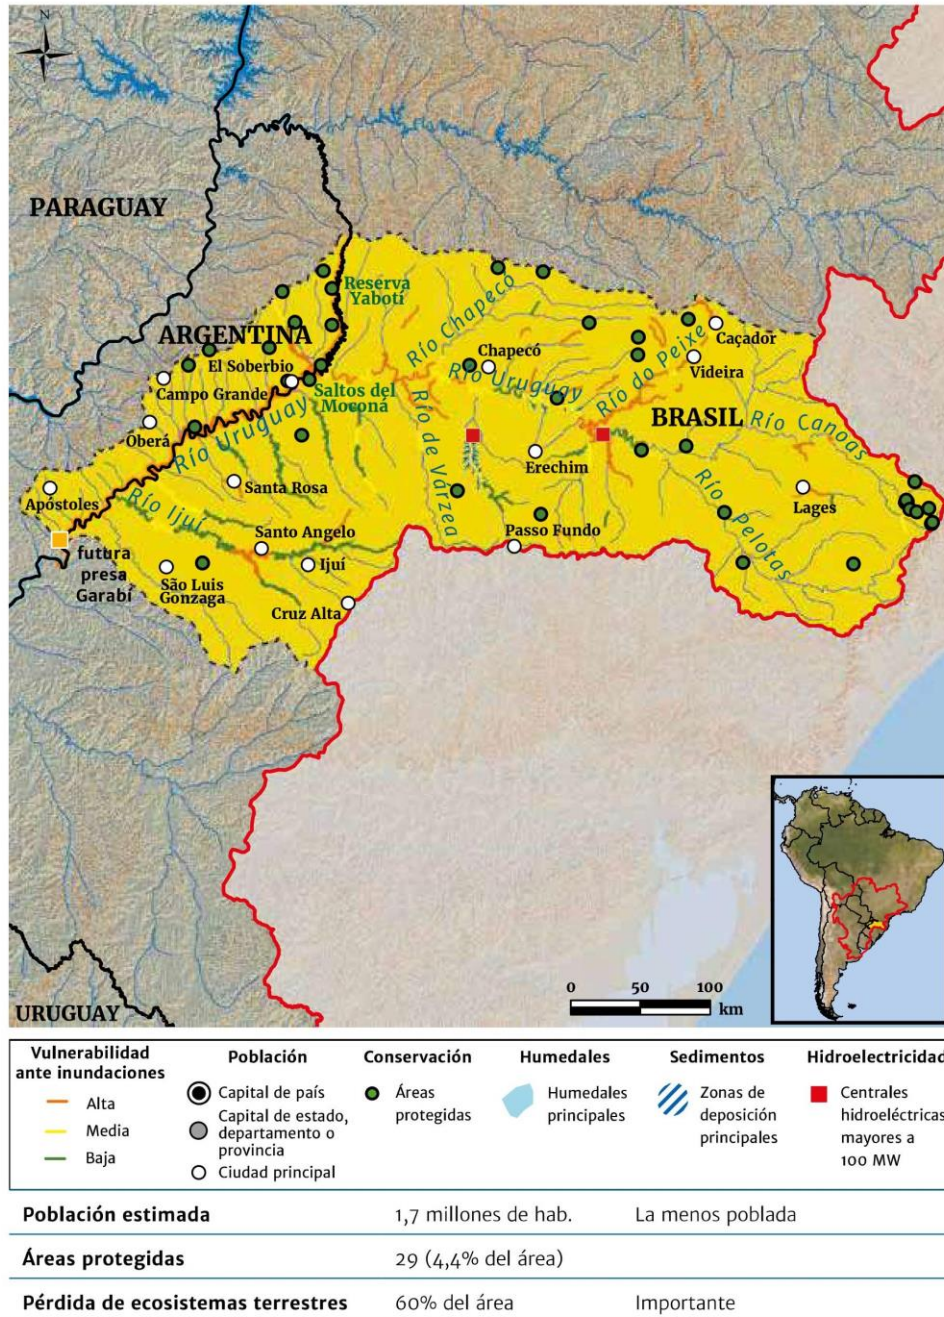 N
PARAGUAY
ARGENTINA
Reserva
Yabotí
Río Chapecó
El Soberbio
Chapecó
Caçador
Campo Grande
Saltos del
Moconá
Río Uruguay
Río do Peixe
Videira
BRASIL
Oberá
Río Uruguay
Río de Várzea
Río Canoas
Erechim
Apóstoles
Santa Rosa
Lages
Río Ijuí
Santo Angelo
Passo Fundo
Río Pelotas
futura
presa
Garabí
São Luis
Gonzaga
Ijuí
Cruz Alta
URUGUAY
0 50 100
km
Vulnerabilidad
ante inundaciones
Alta
Media
Baja
Población
Capital de país
Capital de estado,
departamento o
provincia
Ciudad principal
Conservación
Áreas
protegidas
Humedales
Humedales
principales
Sedimentos
Zonas de
deposición
principales
Hidroelectricidad
Centrales
hidroeléctricas
mayores a
100 MW
Población estimada 1,7 millones de hab. La menos poblada
Áreas protegidas 29 (4,4% del área)
Pérdida de ecosistemas terrestres 60% del área Importante